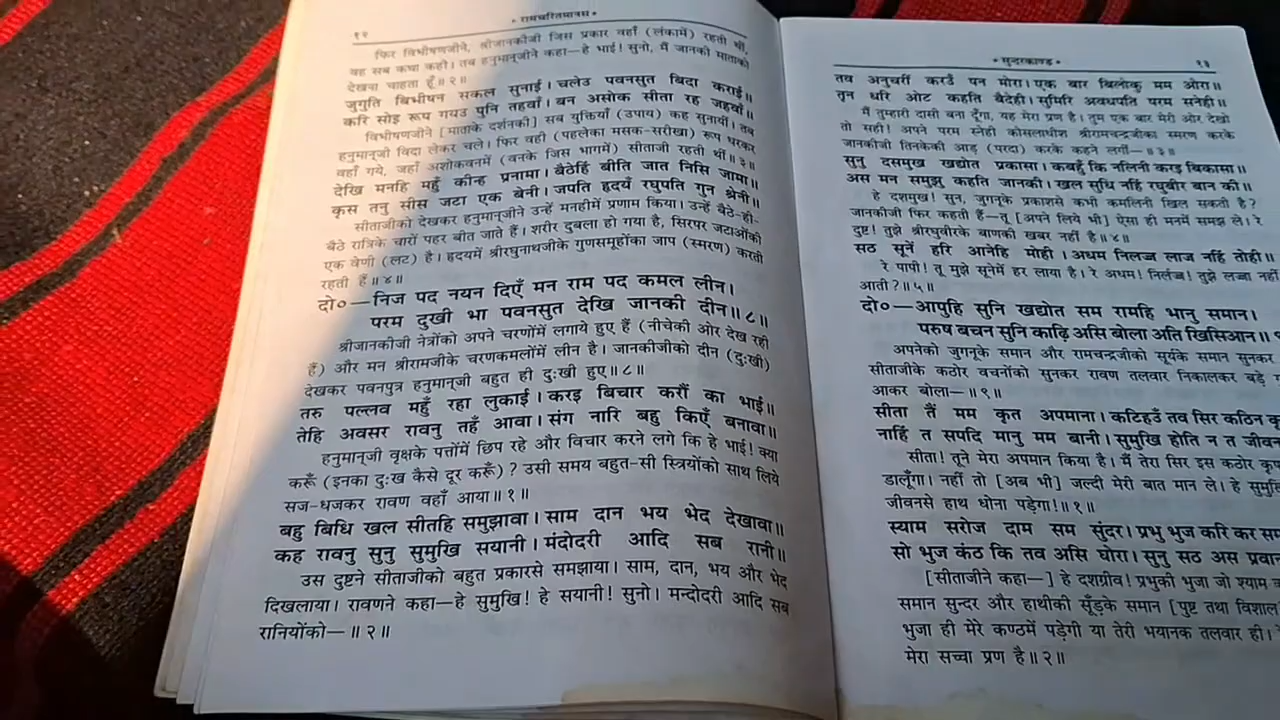 १२
* रामचरितमानस *
फिर विभीषणजीने, श्रीजानकीजी जिस प्रकार वहाँ (लंकामें) रहती थीं,
वह सब कथा कही। तब हनुमान्‌जीने कहा—हे भाई! सुनो, मैं जानकी माताको
देखना चाहता हूँ॥२॥
जुगुति बिभीषन सकल सुनाई। चलेउ पवनसुत बिदा कराई॥
करि सोइ रूप गयउ पुनि तहवाँ। बन असोक सीता रह जहवाँ॥
विभीषणजीने [माताके दर्शनकी] सब युक्तियाँ (उपाय) कह सुनायीं। तब
हनुमान्‌जी विदा लेकर चले। फिर वही (पहलेका मसक-सरीखा) रूप धरकर
वहाँ गये, जहाँ अशोकवनमें (वनके जिस भागमें) सीताजी रहती थीं॥३॥
देखि मनहि महुँ कीन्ह प्रनामा। बैठेहिं बीति जात निसि जामा॥
कृस तनु सीस जटा एक बेनी। जपति हृदयँ रघुपति गुन श्रेनी॥
सीताजीको देखकर हनुमान्‌जीने उन्हें मनहीमें प्रणाम किया। उन्हें बैठे-ही-
बैठे रात्रिके चारों पहर बीत जाते हैं। शरीर दुबला हो गया है, सिरपर जटाओंकी
एक वेणी (लट) है। हृदयमें श्रीरघुनाथजीके गुणसमूहोंका जाप (स्मरण) करती
रहती हैं॥४॥
दो०—निज पद नयन दिएँ मन राम पद कमल लीन।
परम दुखी भा पवनसुत देखि जानकी दीन॥८॥
श्रीजानकीजी नेत्रोंको अपने चरणोंमें लगाये हुए हैं (नीचेकी ओर देख रही
हैं) और मन श्रीरामजीके चरणकमलोंमें लीन है। जानकीजीको दीन (दुःखी)
देखकर पवनपुत्र हनुमान्‌जी बहुत ही दुःखी हुए॥८॥
तरु पल्लव महुँ रहा लुकाई। करइ बिचार करौं का भाई॥
तेहि अवसर रावनु तहँ आवा। संग नारि बहु किएँ बनावा॥
हनुमान्‌जी वृक्षके पत्तोंमें छिप रहे और विचार करने लगे कि हे भाई! क्या
करूँ (इनका दुःख कैसे दूर करूँ)? उसी समय बहुत-सी स्त्रियोंको साथ लिये
सज-धजकर रावण वहाँ आया॥१॥
बहु बिधि खल सीतहि समुझावा। साम दान भय भेद देखावा॥
कह रावनु सुनु सुमुखि सयानी। मंदोदरी आदि सब रानी॥
उस दुष्टने सीताजीको बहुत प्रकारसे समझाया। साम, दान, भय और भेद
दिखलाया। रावणने कहा—हे सुमुखि! हे सयानी! सुनो। मन्दोदरी आदि सब
रानियोंको—॥२॥
* सुन्दरकाण्ड *
१३
तव अनुचरीं करउँ पन मोरा। एक बार बिलोकु मम ओरा॥
तृन धरि ओट कहति बैदेही। सुमिरि अवधपति परम सनेही॥
मैं तुम्हारी दासी बना दूँगा, यह मेरा प्रण है। तुम एक बार मेरी ओर देखो
तो सही! अपने परम स्नेही कोसलाधीश श्रीरामचन्द्रजीका स्मरण करके
जानकीजी तिनकेकी आड़ (परदा) करके कहने लगीं—॥३॥
सुनु दसमुख खद्योत प्रकासा। कबहुँ कि नलिनी करइ बिकासा॥
अस मन समुझु कहति जानकी। खल सुधि नहिं रघुबीर बान की॥
हे दशमुख! सुन, जुगनूके प्रकाशसे कभी कमलिनी खिल सकती है?
जानकीजी फिर कहती हैं—तू [अपने लिये भी] ऐसा ही मनमें समझ ले। रे
दुष्ट! तुझे श्रीरघुवीरके बाणकी खबर नहीं है॥४॥
सठ सूनें हरि आनेहि मोही। अधम निलज्ज लाज नहिं तोही॥
रे पापी! तू मुझे सूनेमें हर लाया है। रे अधम! निर्लज्ज! तुझे लज्जा नहीं
आती?॥५॥
दो०—आपुहि सुनि खद्योत सम रामहि भानु समान।
परुष बचन सुनि काढ़ि असि बोला अति खिसिआन॥
अपनेको जुगनूके समान और रामचन्द्रजीको सूर्यके समान सुनकर
सीताजीके कठोर वचनोंको सुनकर रावण तलवार निकालकर बड़े
आकर बोला—॥९॥
सीता तैं मम कृत अपमाना। कटिहउँ तव सिर कठिन
नाहिं त सपदि मानु मम बानी। सुमुखि होति न त जीवन
सीता! तूने मेरा अपमान किया है। मैं तेरा सिर इस कठोर
डालूँगा। नहीं तो [अब भी] जल्दी मेरी बात मान ले। हे
जीवनसे हाथ धोना पड़ेगा!॥१॥
स्याम सरोज दाम सम सुंदर। प्रभु भुज करि कर सम
सो भुज कंठ कि तव असि घोरा। सुनु सठ अस प्रवान
[सीताजीने कहा—] हे दशग्रीव! प्रभुकी भुजा जो श्याम
समान सुन्दर और हाथीकी सूँड़के समान [पुष्ट तथा विशाल
भुजा ही मेरे कण्ठमें पड़ेगी या तेरी भयानक तलवार ही।
मेरा सच्चा प्रण है॥२॥